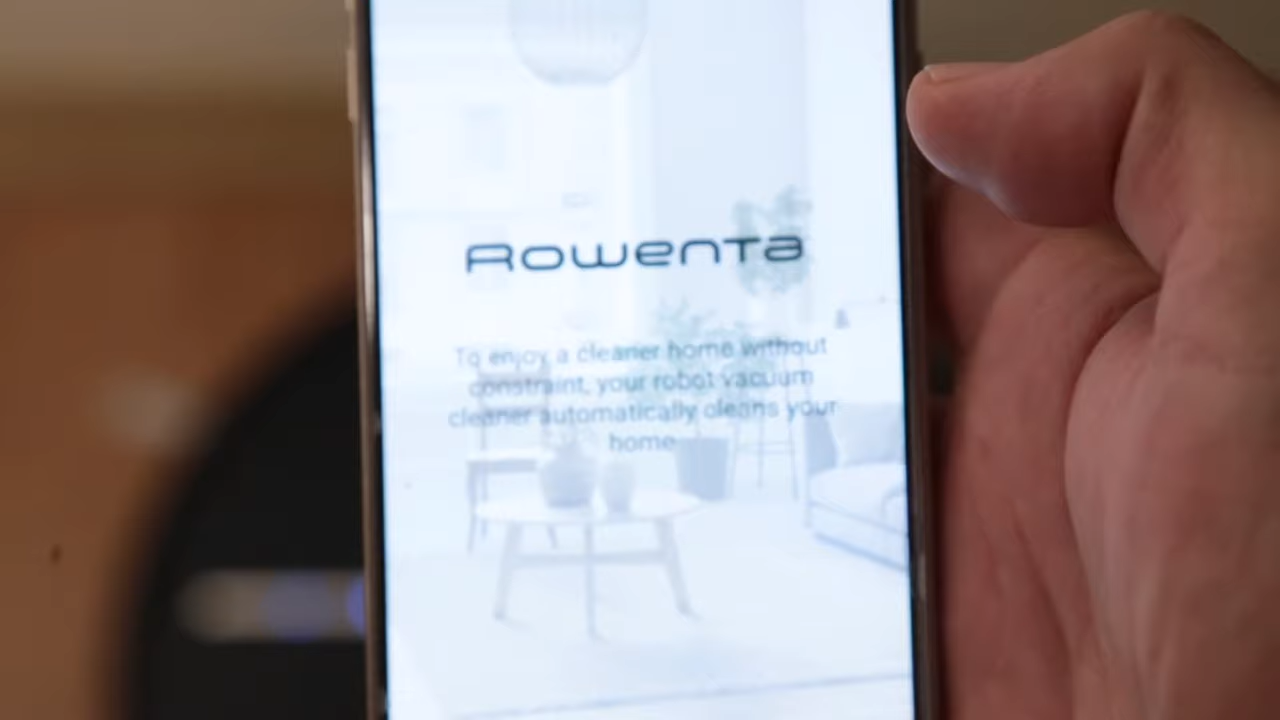 Rowenta
To enjoy a cleaner home without
constraint, your robot vacuum
cleaner automatically cleans your
home